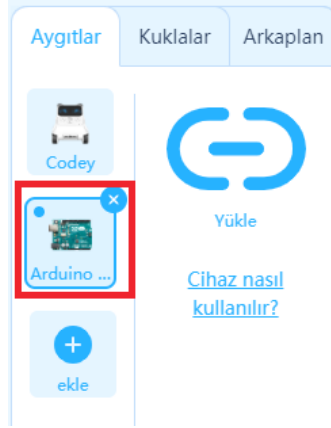 Aygıtlar Kuklalar Arkaplan
Codey
Yükle
Arduino ...
Cihaz nasıl
kullanılır?
ekle